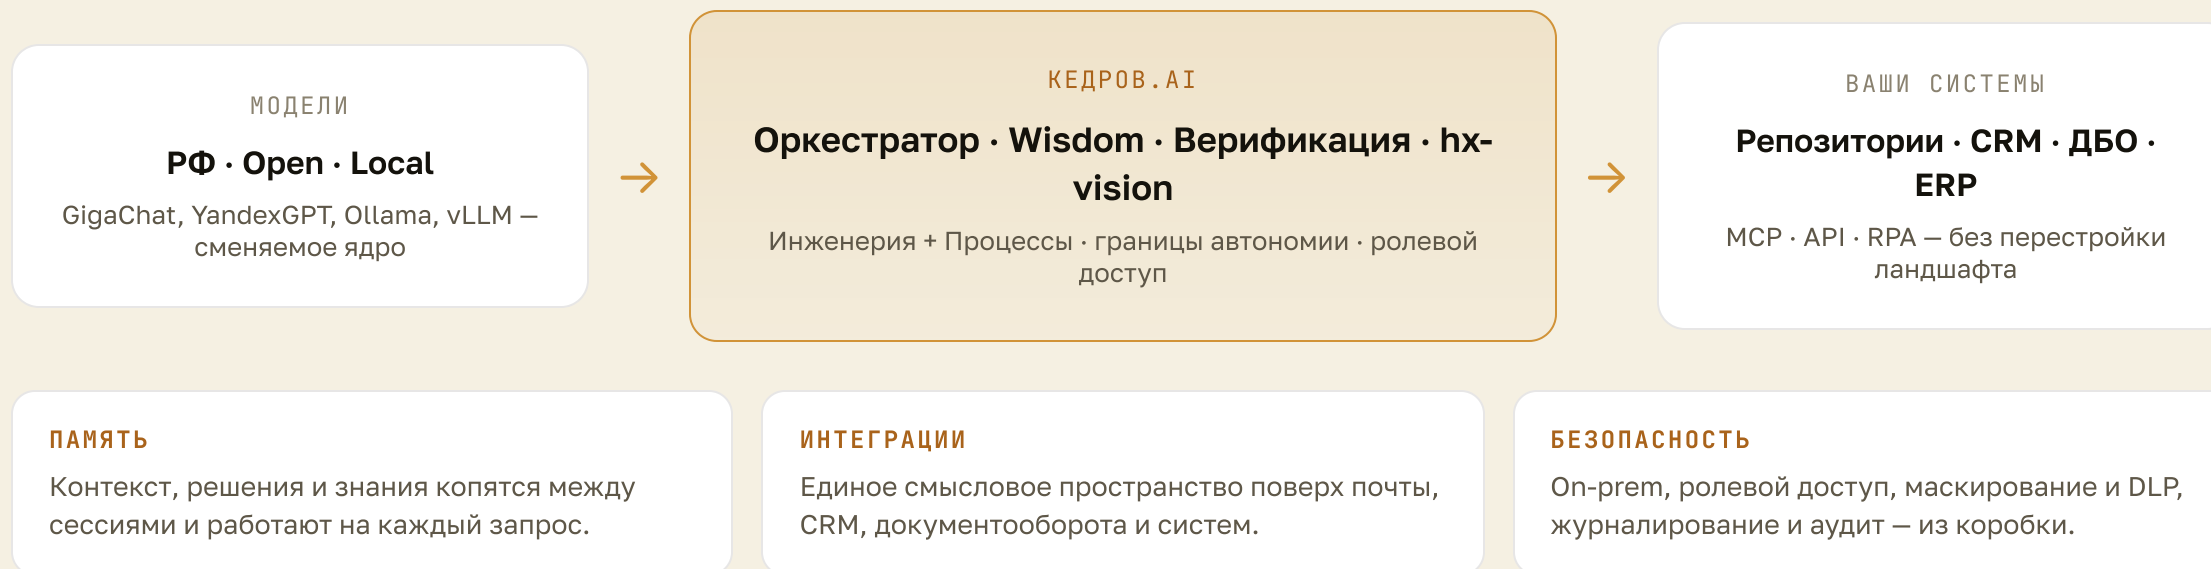 МОДЕЛИ
РФ · Open · Local
GigaChat, YandexGPT, Ollama, vLLM —
сменяемое ядро
→
КЕДРОВ.AI
Оркестратор · Wisdom · Верификация · hx-
vision
Инженерия + Процессы · границы автономии · ролевой
доступ
→
ВАШИ СИСТЕМЫ
Репозитории · CRM · ДБО ·
ERP
MCP · API · RPA — без перестройки
ландшафта
ПАМЯТЬ
Контекст, решения и знания копятся между
сессиями и работают на каждый запрос.
ИНТЕГРАЦИИ
Единое смысловое пространство поверх почты,
CRM, документооборота и систем.
БЕЗОПАСНОСТЬ
On-prem, ролевой доступ, маскирование и DLP,
журналирование и аудит — из коробки.